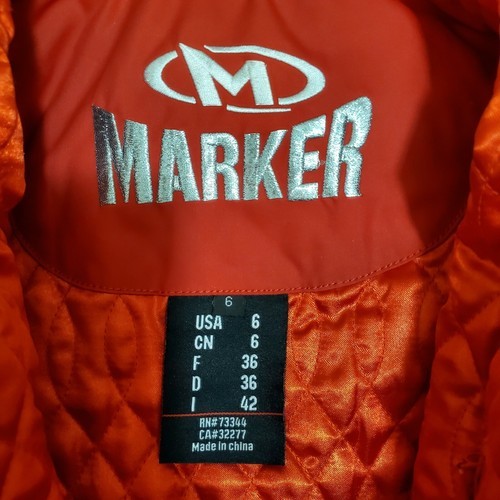 M
MARKER
6
USA 6
CN 6
F 36
D 36
I 42
RN#73344
CA#32277
Made in china